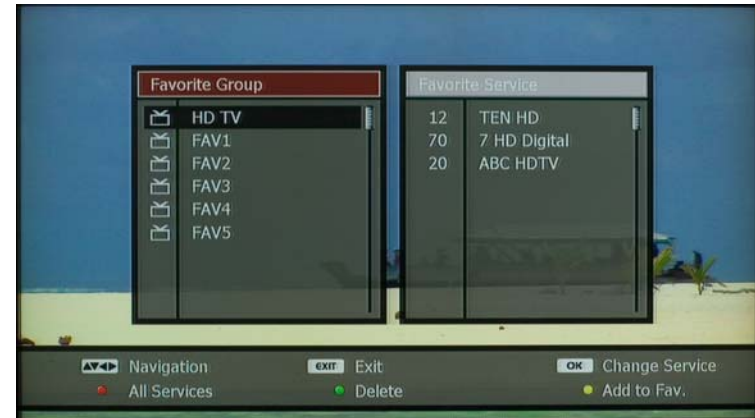 Favorite Group
HD TV
FAV1
FAV2
FAV3
FAV4
FAV5
Favorite Service
12 TEN HD
70 7 HD Digital
20 ABC HDTV
Navigation
EXIT Exit
OK Change Service
All Services
Delete
Add to Fav.